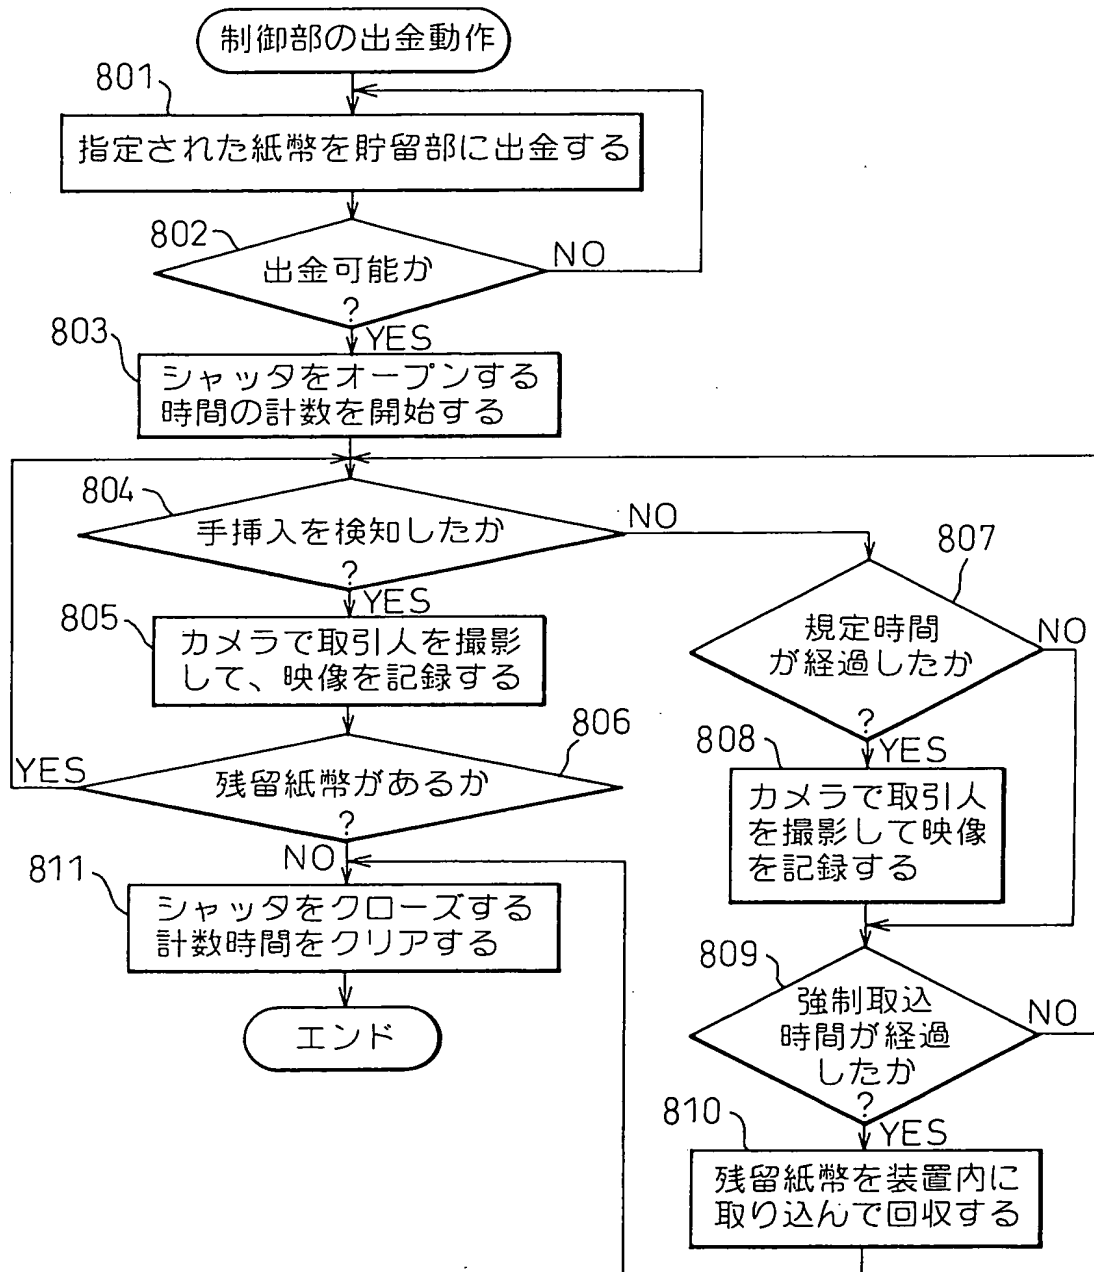 制御部の出金動作
801
指定された紙幣を貯留部に出金する
802
出金可能か
?
NO
YES
803
シャッタをオープンする
時間の計数を開始する
804
手挿入を検知したか
?
NO
YES
805
カメラで取引人を撮影
して、映像を記録する
806
残留紙幣があるか
?
YES
NO
811
シャッタをクローズする
計数時間をクリアする
エンド
807
規定時間
が経過したか
?
NO
YES
808
カメラで取引人
を撮影して映像
を記録する
809
強制取込
時間が経過
したか
?
NO
YES
810
残留紙幣を装置内に
取り込んで回収する